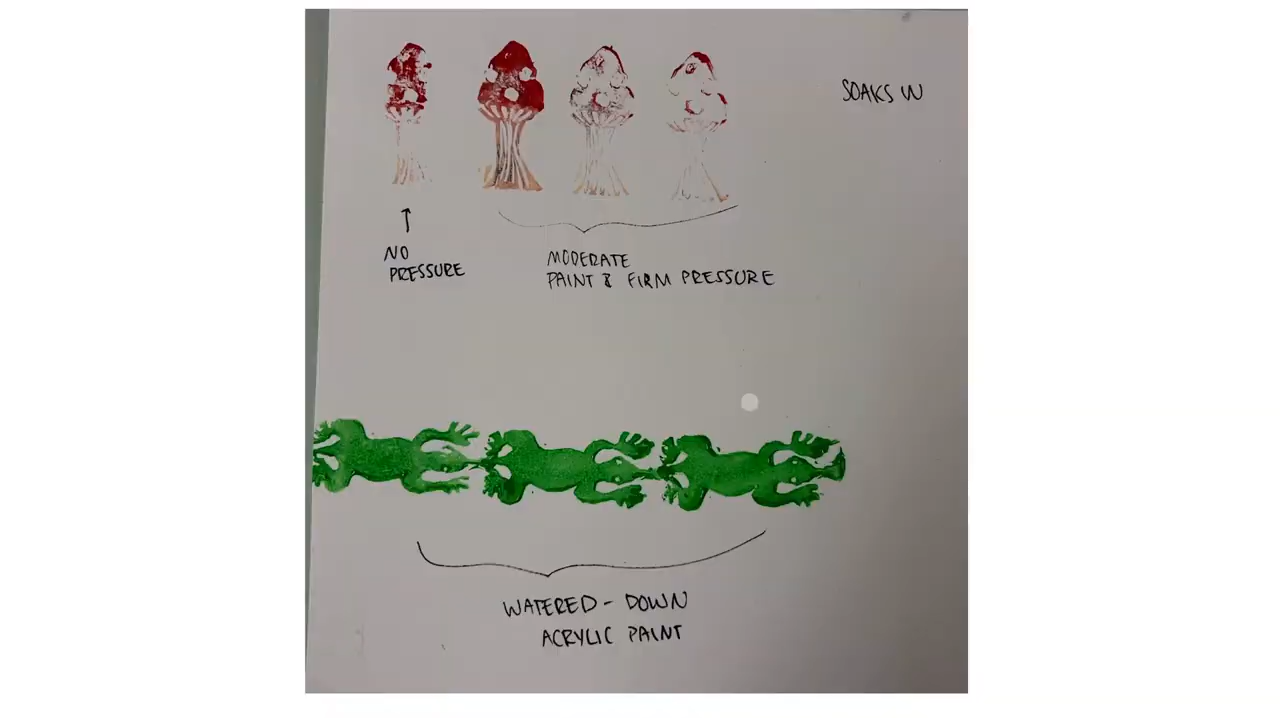 SOAKS IN
NO
PRESSURE
MODERATE
PAINT & FIRM PRESSURE
WATERED-DOWN
ACRYLIC PAINT